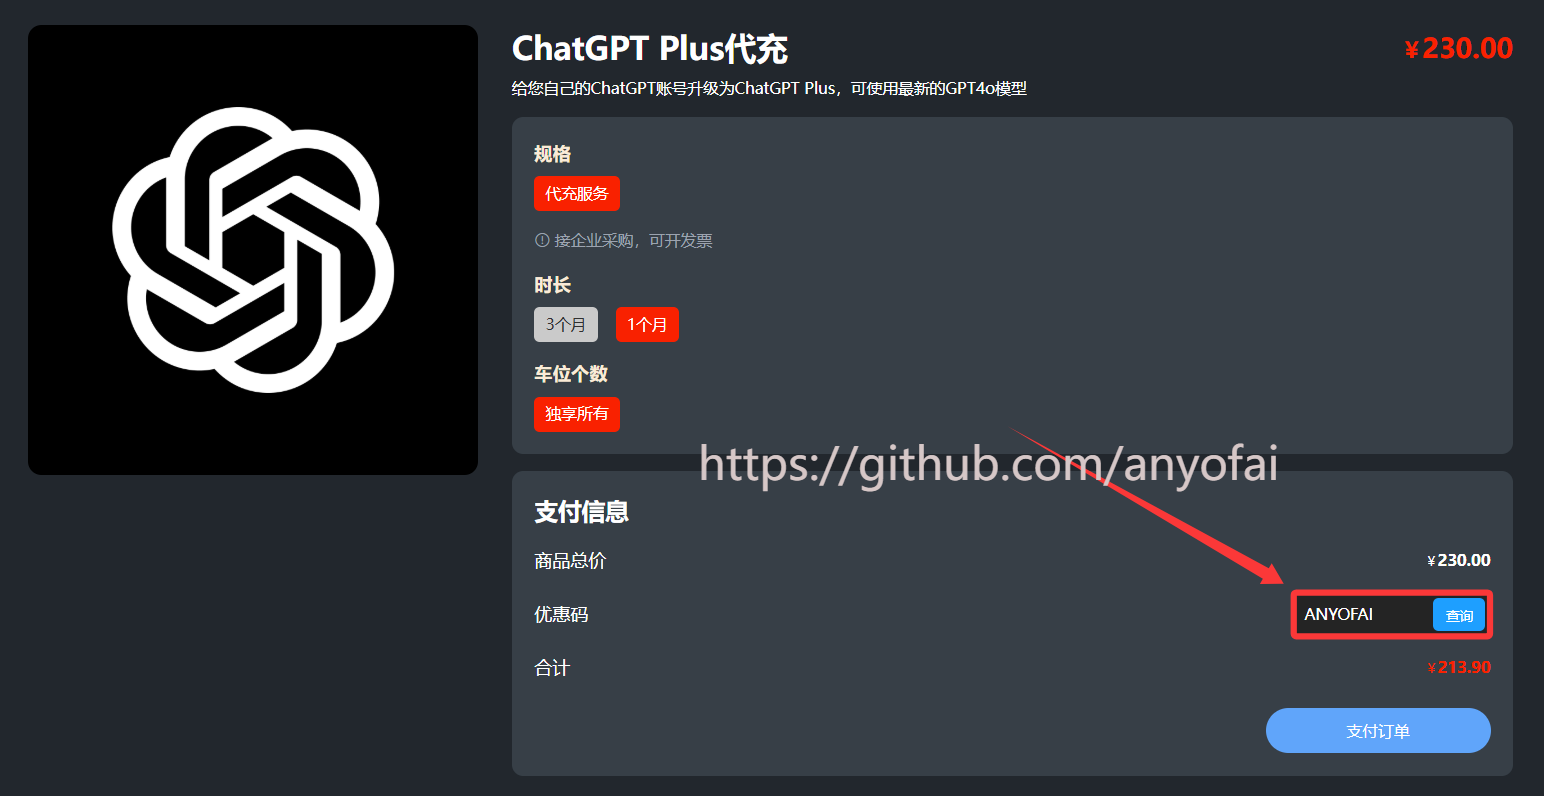 ChatGPT Plus代充
¥230.00
给您自己的ChatGPT账号升级为ChatGPT Plus，可使用最新的GPT4o模型
规格
代充服务
接企业采购，可开发票
时长
3个月 1个月
车位个数
独享所有
https://github.com/anyofai
支付信息
商品总价 ¥230.00
优惠码 ANYOFAI 查询
合计 ¥213.90
支付订单